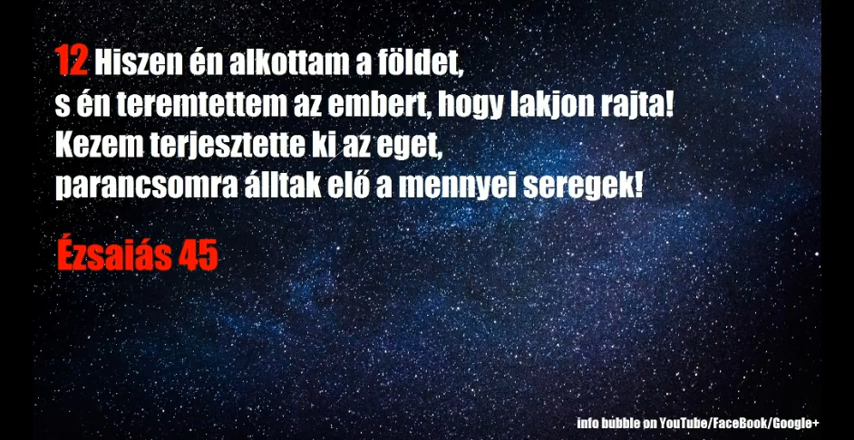 12 Hiszen én alkottam a földet,
s én teremtettem az embert, hogy lakjon rajta!
Kezem terjesztette ki az eget,
parancsomra álltak elő a mennyei seregek!
Ézsaiás 45
info bubble on YouTube/FaceBook/Google+